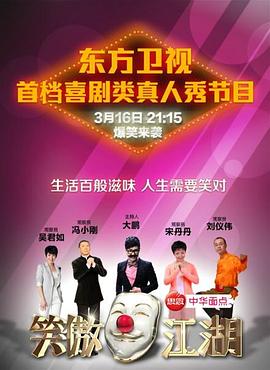 东方卫视
首档喜剧类真人秀节目
3月16日 21:15
爆笑来袭
生活百般滋味 人生需要笑对
观察员 吴君如
观察员 冯小刚
主持人 大鹏
观察员 宋丹丹
观察员 刘仪伟
思念 中华面点
笑傲江湖